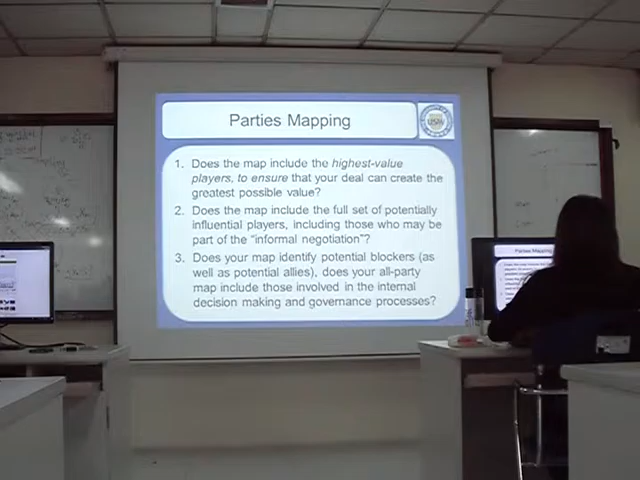 Parties Mapping
1. Does the map include the highest-value
players, to ensure that your deal can create the
greatest possible value?
2. Does the map include the full set of potentially
influential players, including those who may be
part of the “informal negotiation”?
3. Does your map identify potential blockers (as
well as potential allies), does your all-party
map include those involved in the internal
decision making and governance processes?
Parties Mapping